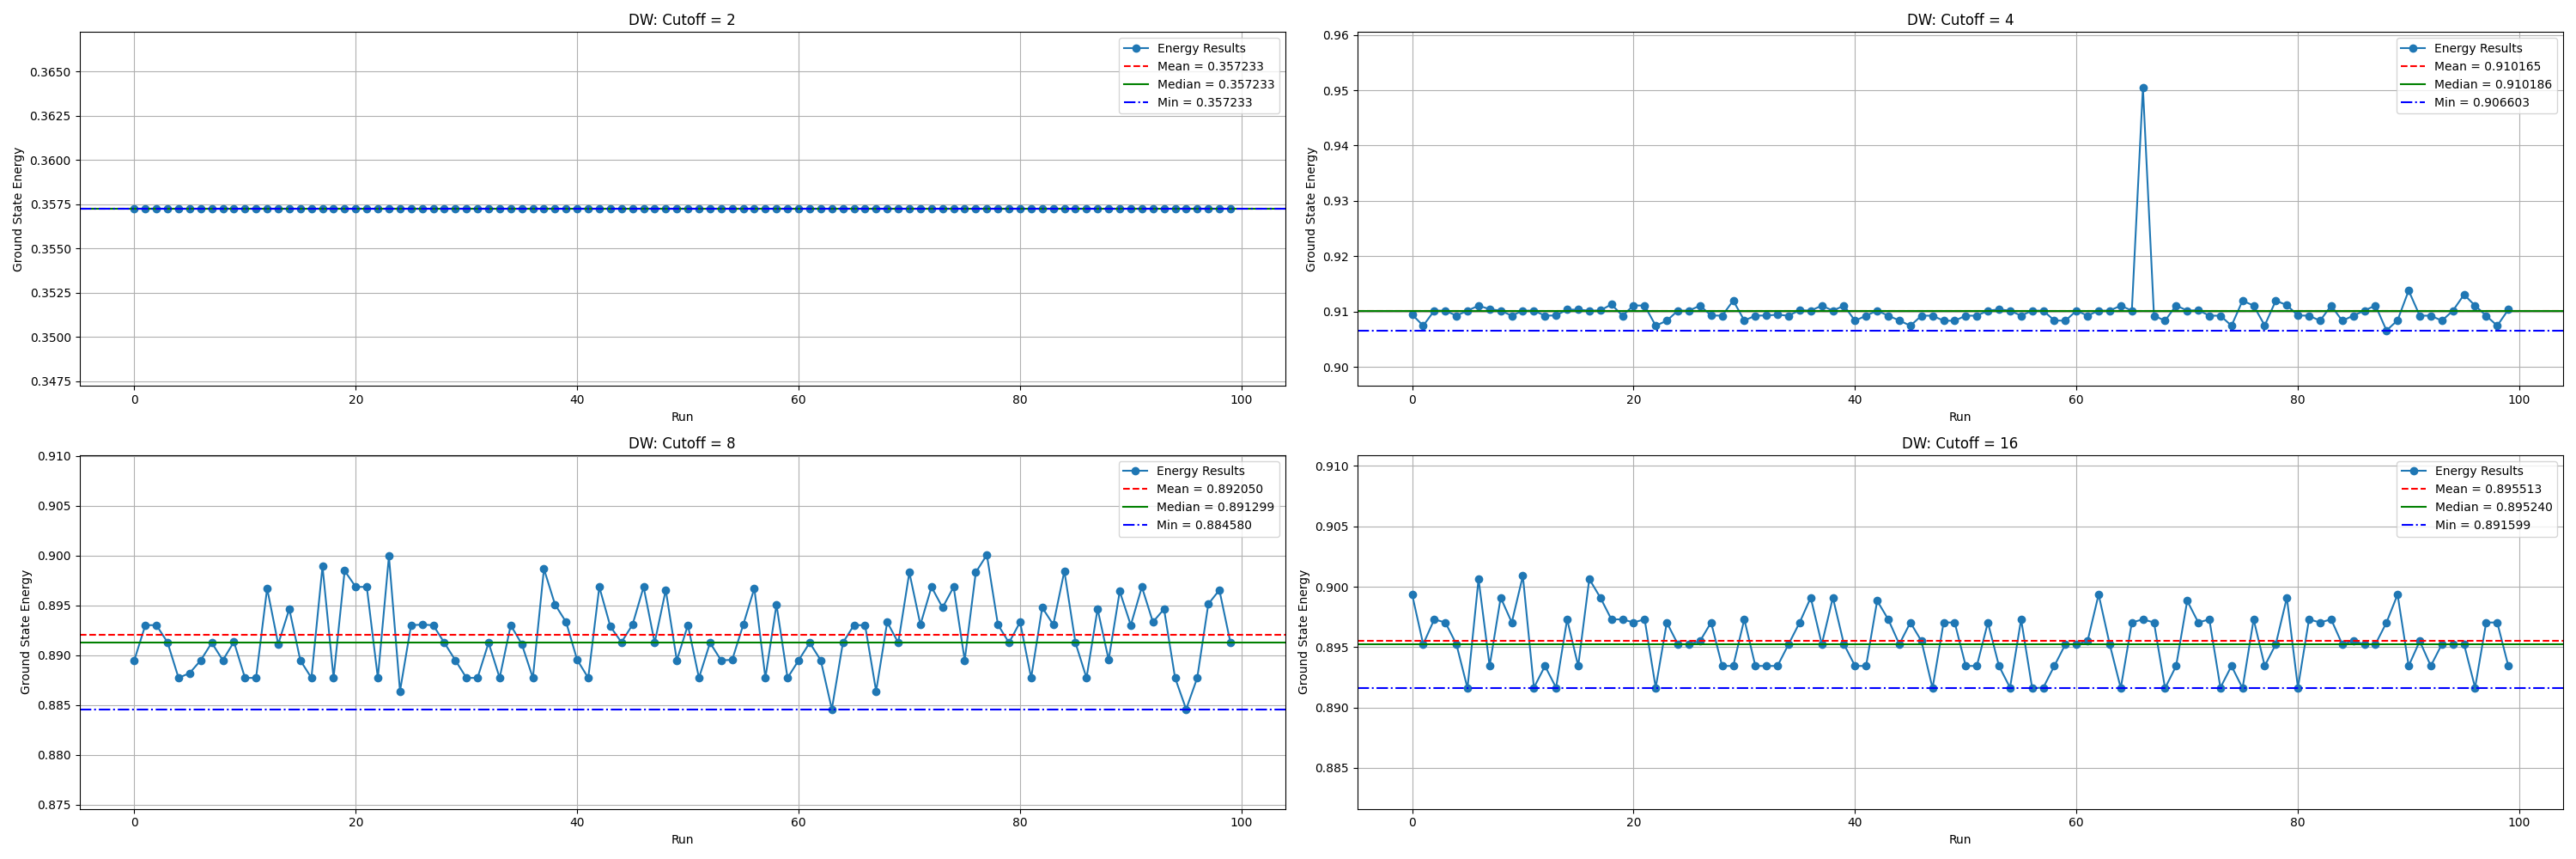 DW: Cutoff = 2
Ground State Energy
0.3650
0.3625
0.3600
0.3575
0.3550
0.3525
0.3500
0.3475
Energy Results
Mean = 0.357233
Median = 0.357233
Min = 0.357233
0 20 40 60 80 100
Run
DW: Cutoff = 4
Ground State Energy
0.96
0.95
0.94
0.93
0.92
0.91
0.90
Energy Results
Mean = 0.910165
Median = 0.910186
Min = 0.906603
0 20 40 60 80 100
Run
DW: Cutoff = 8
Ground State Energy
0.910
0.905
0.900
0.895
0.890
0.885
0.880
0.875
Energy Results
Mean = 0.892050
Median = 0.891299
Min = 0.884580
0 20 40 60 80 100
Run
DW: Cutoff = 16
Ground State Energy
0.910
0.905
0.900
0.895
0.890
0.885
Energy Results
Mean = 0.895513
Median = 0.895240
Min = 0.891599
0 20 40 60 80 100
Run